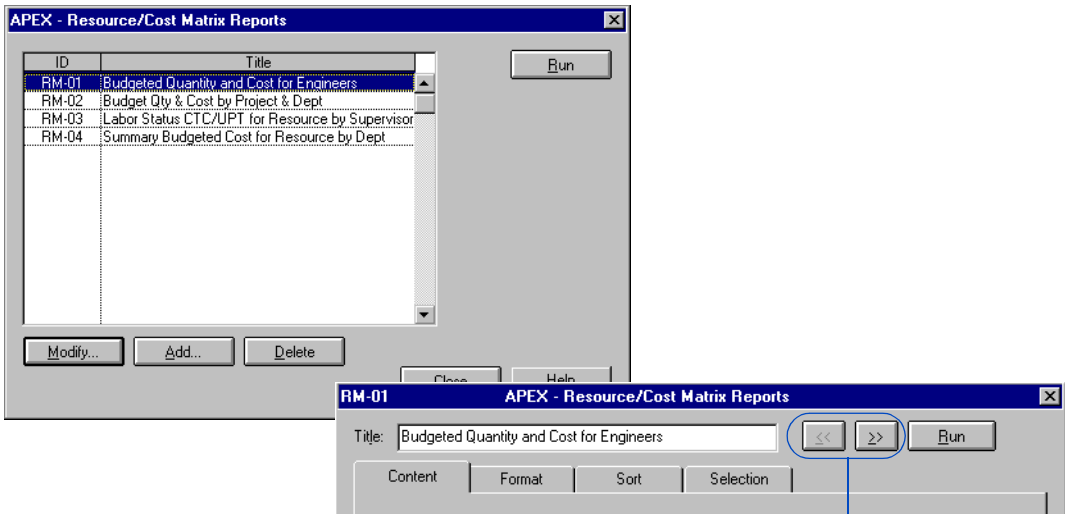 APEX - Resource/Cost Matrix Reports
ID Title
Run
RM-01 Budgeted Quantity and Cost for Engineers
RM-02 Budget Qty & Cost by Project & Dept
RM-03 Labor Status CTC/UPT for Resource by Supervisor
RM-04 Summary Budgeted Cost for Resource by Dept
Modify... Add... Delete
Close Help
RM-01 APEX - Resource/Cost Matrix Reports
Title: Budgeted Quantity and Cost for Engineers << >> Run
Content Format Sort Selection